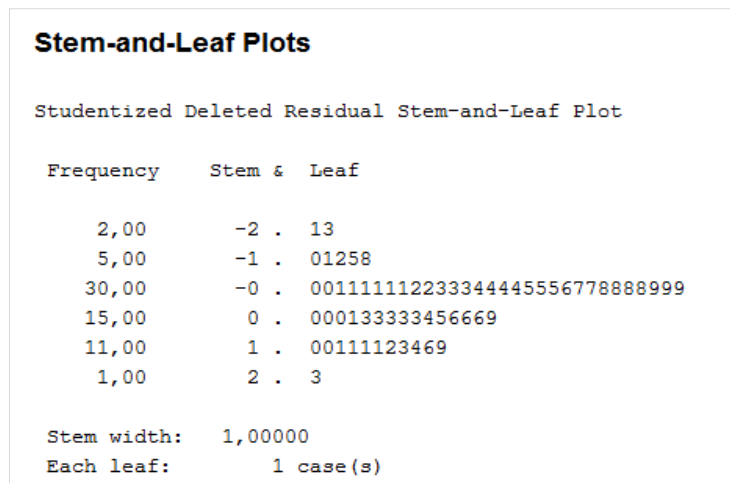 Stem-and-Leaf Plots
Studentized Deleted Residual Stem-and-Leaf Plot
Frequency Stem & Leaf
2,00 -2 . 13
5,00 -1 . 01258
30,00 -0 . 001111112233344445556778888999
15,00 0 . 000133333456669
11,00 1 . 00111123469
1,00 2 . 3
Stem width: 1,00000
Each leaf: 1 case(s)